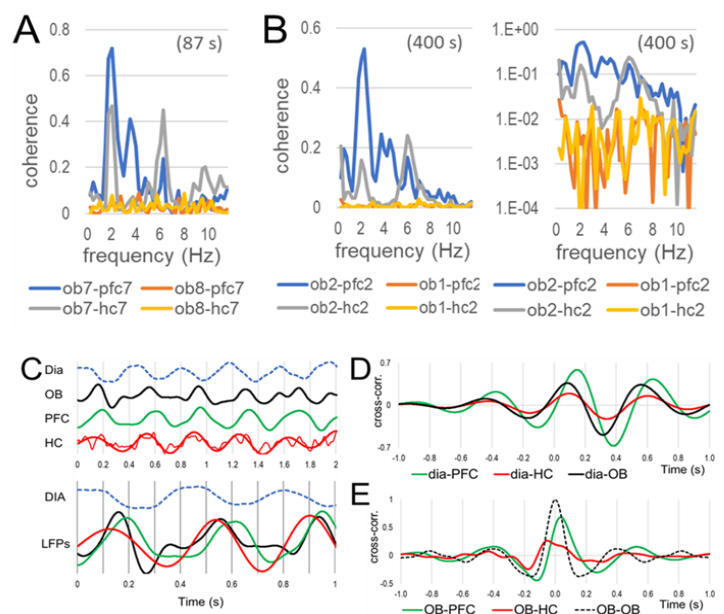 A
(87 s)
0.8
0.6
0.4
0.2
0
coherence
0 2 4 6 8 10
frequency (Hz)
ob7-pfc7 ob8-pfc7
ob7-hc7 ob8-hc7
B
(400 s)
0.6
0.4
0.2
0
coherence
0 2 4 6 8 10
frequency (Hz)
ob2-pfc2 ob1-pfc2
ob2-hc2 ob1-hc2
(400 s)
1.E+00
1.E-01
1.E-02
1.E-03
1.E-04
0 2 4 6 8 10
frequency (Hz)
ob2-pfc2 ob1-pfc2
ob2-hc2 ob1-hc2
C
Dia
OB
PFC
HC
0 0.2 0.4 0.6 0.8 1.0 1.2 1.4 1.6 1.8 2
DIA
LFPs
0 0.2 0.4 0.6 0.8 1
Time (s)
D
0.7
cross-corr.
-0.7
-1.0 -0.8 -0.6 -0.4 -0.2 0.0 0.2 0.4 0.6 0.8 1.0
Time (s)
dia-PFC dia-HC dia-OB
E
1
0.5
0
-0.5
cross-corr.
-1.0 -0.8 -0.6 -0.4 -0.2 0.0 0.2 0.4 0.6 0.8 1.0
Time (s)
OB-PFC OB-HC OB-OB